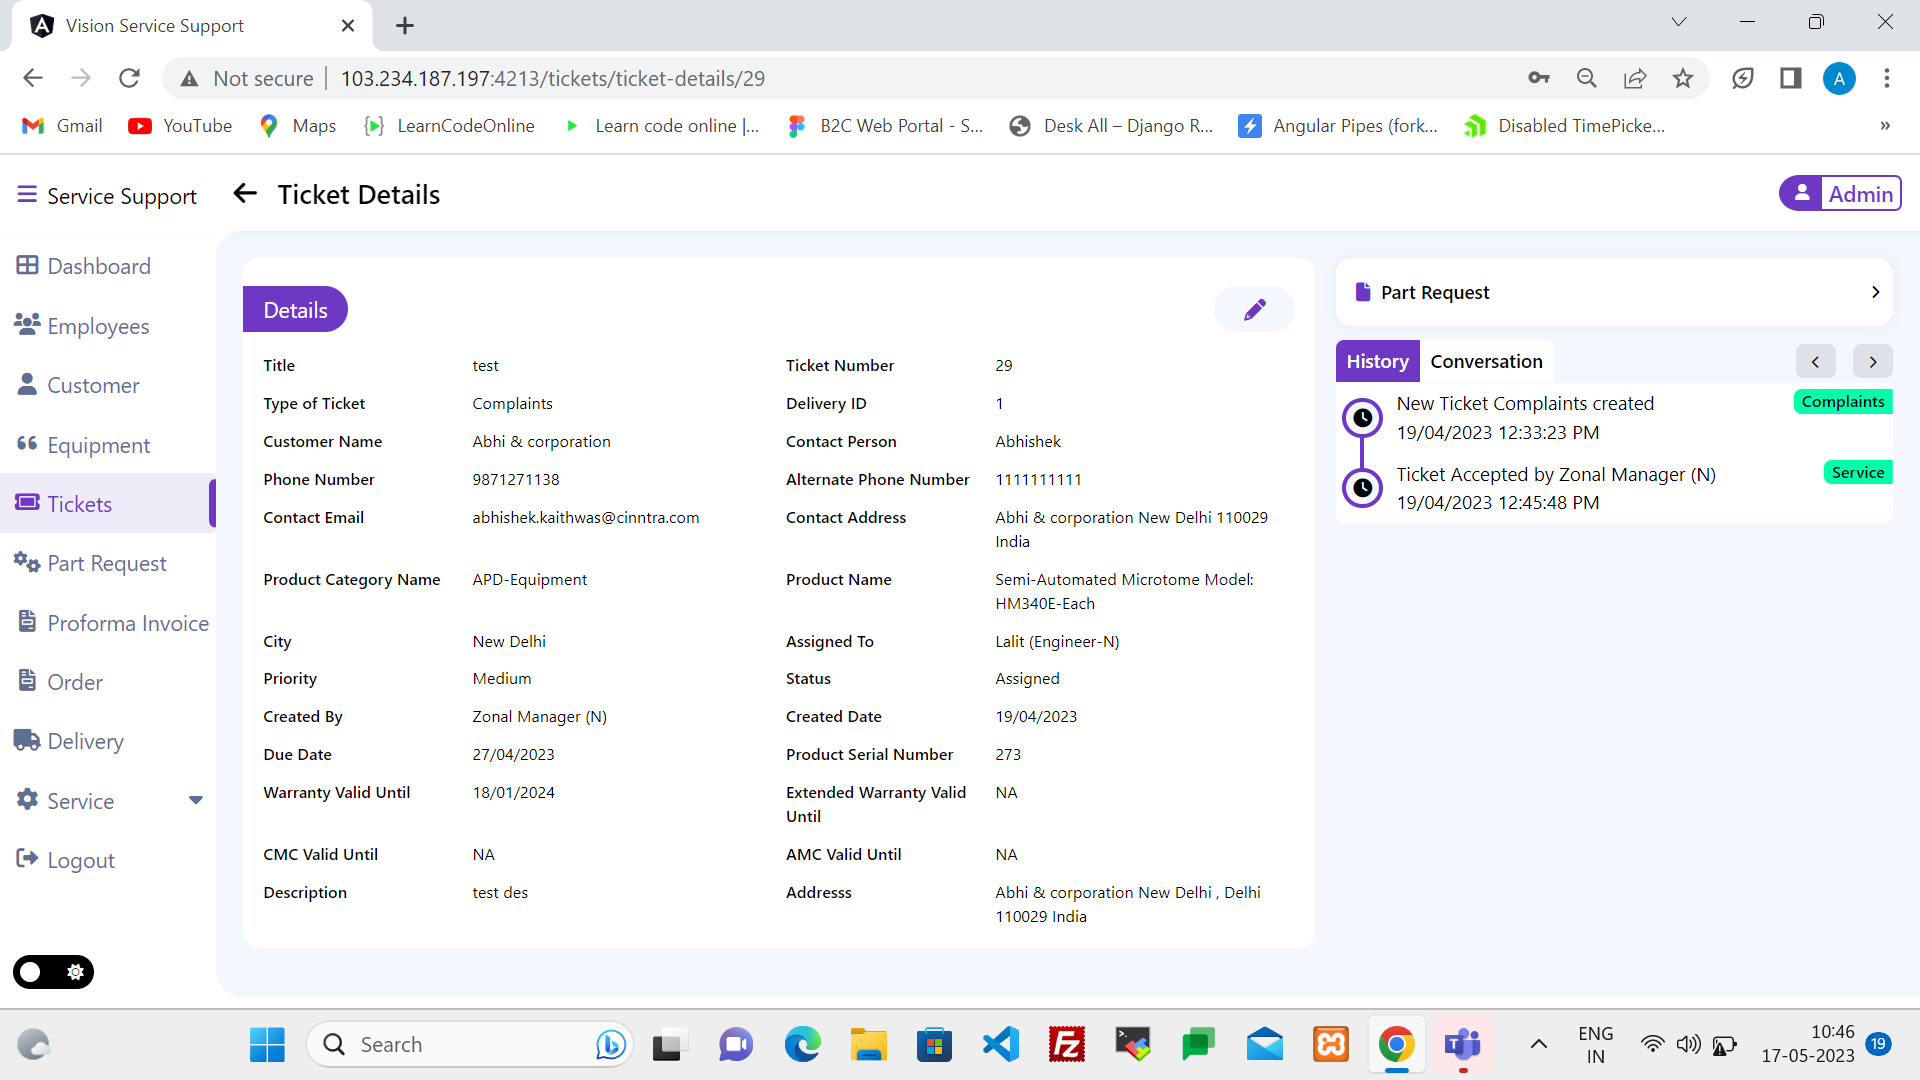 Vision Service Support
Not secure
103.234.187.197:4213/tickets/ticket-details/29
A
Gmail
YouTube
Maps
LearnCodeOnline
Learn code online |...
B2C Web Portal - S...
Desk All – Django R...
Angular Pipes (fork...
Disabled TimePicke...
»
Service Support
Ticket Details
Admin
Dashboard
Employees
Customer
Equipment
Tickets
Part Request
Proforma Invoice
Order
Delivery
Service
Logout
Details
Title test Ticket Number 29
Type of Ticket Complaints Delivery ID 1
Customer Name Abhi & corporation Contact Person Abhishek
Phone Number 9871271138 Alternate Phone Number 1111111111
Contact Email abhishek.kaithwas@cinntra.com Contact Address Abhi & corporation New Delhi 110029
India
Product Category Name APD-Equipment Product Name Semi-Automated Microtome Model:
HM340E-Each
City New Delhi Assigned To Lalit (Engineer-N)
Priority Medium Status Assigned
Created By Zonal Manager (N) Created Date 19/04/2023
Due Date 27/04/2023 Product Serial Number 273
Warranty Valid Until 18/01/2024 Extended Warranty Valid NA
Until
CMC Valid Until NA AMC Valid Until NA
Description test des Addresss Abhi & corporation New Delhi , Delhi
110029 India
Part Request
History Conversation
New Ticket Complaints created Complaints
19/04/2023 12:33:23 PM
Ticket Accepted by Zonal Manager (N) Service
19/04/2023 12:45:48 PM
Search
ENG
IN
10:46
17-05-2023
19